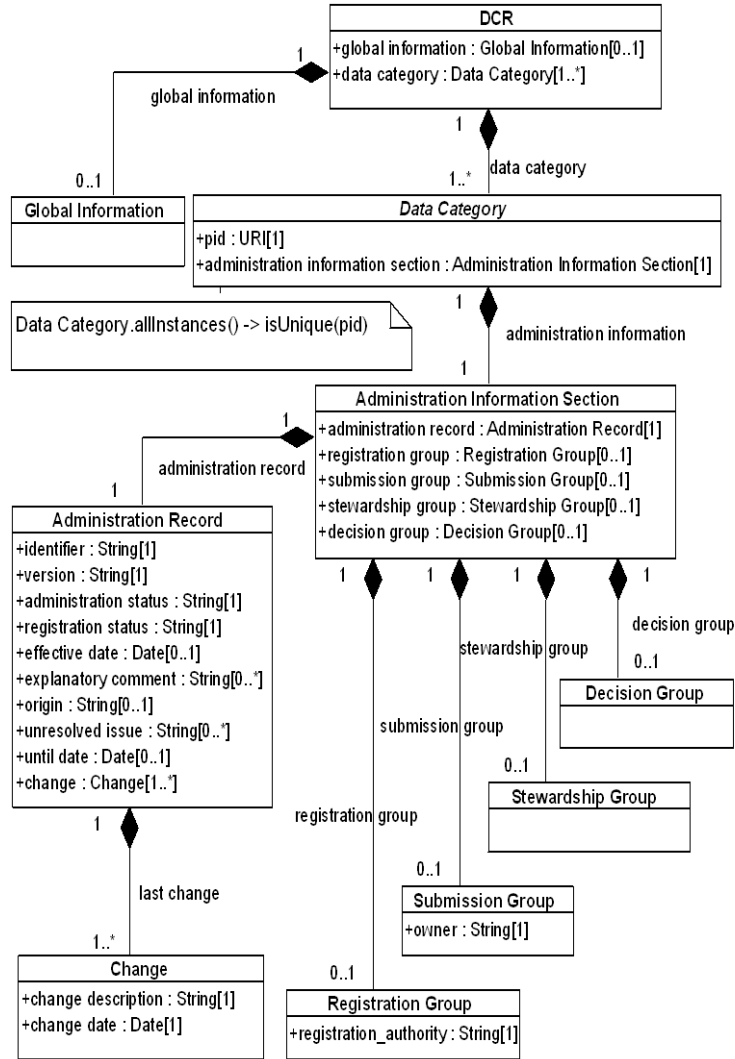 DCR
+global information : Global Information[0..1]
+data category : Data Category[1..*]
1
global information
0..1
1
data category
1..*
Global Information
Data Category
+pid : URI[1]
+administration information section : Administration Information Section[1]
Data Category.allInstances() -> isUnique(pid)
1
administration information
1
Administration Information Section
+administration record : Administration Record[1]
+registration group : Registration Group[0..1]
+submission group : Submission Group[0..1]
+stewardship group : Stewardship Group[0..1]
+decision group : Decision Group[0..1]
1
administration record
1
Administration Record
+identifier : String[1]
+version : String[1]
+administration status : String[1]
+registration status : String[1]
+effective date : Date[0..1]
+explanatory comment : String[0..*]
+origin : String[0..1]
+unresolved issue : String[0..*]
+until date : Date[0..1]
+change : Change[1..*]
1
1
1
1
decision group
0..1
Decision Group
stewardship group
0..1
Stewardship Group
submission group
0..1
Submission Group
+owner : String[1]
registration group
0..1
Registration Group
+registration_authority : String[1]
1
last change
1..*
Change
+change description : String[1]
+change date : Date[1]